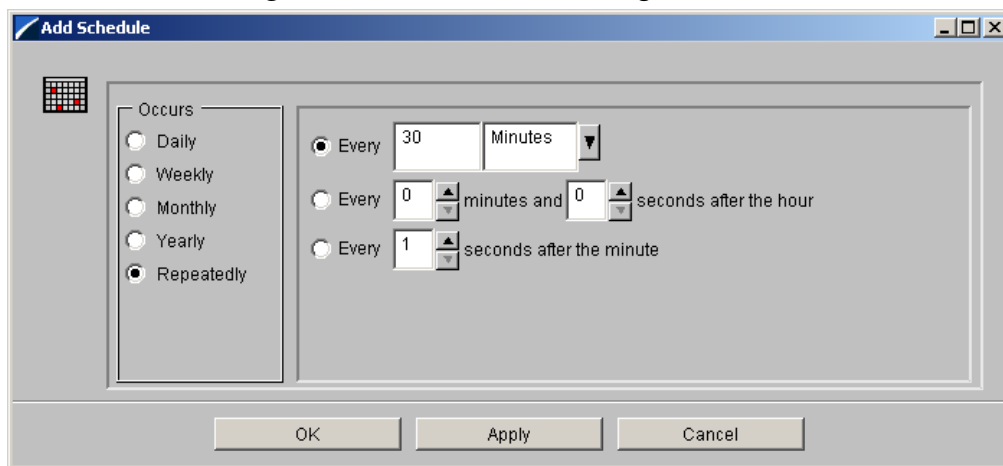 Add Schedule
Occurs
Daily
Weekly
Monthly
Yearly
Repeatedly
Every 30 Minutes
Every 0 minutes and 0 seconds after the hour
Every 1 seconds after the minute
OK Apply Cancel